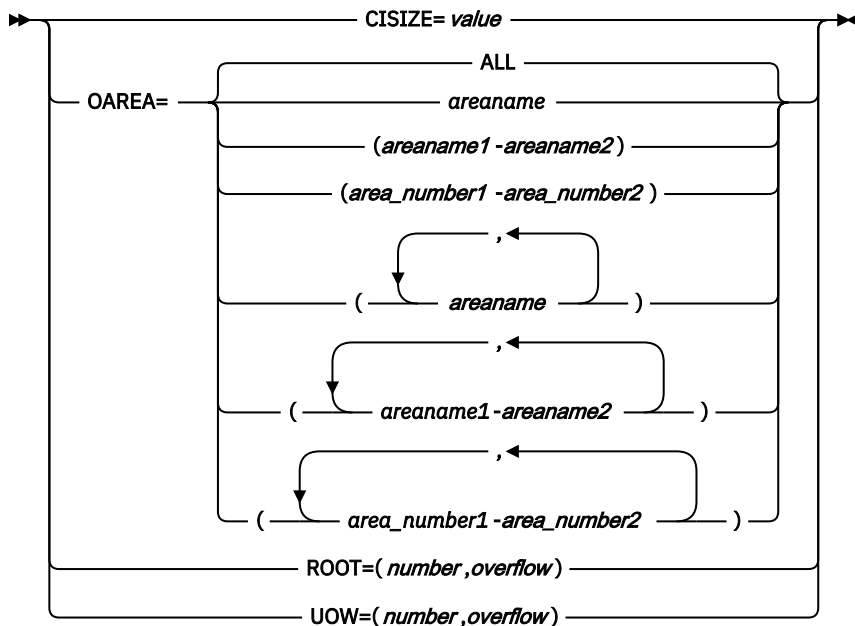 CISIZE= value
ALL
OAREA= areaname
(areaname1 -areaname2)
(area_number1 -area_number2)
,
( areaname )
,
( areaname1-areaname2 )
,
( area_number1-area_number2 )
ROOT=(number,overflow)
UOW=(number,overflow)